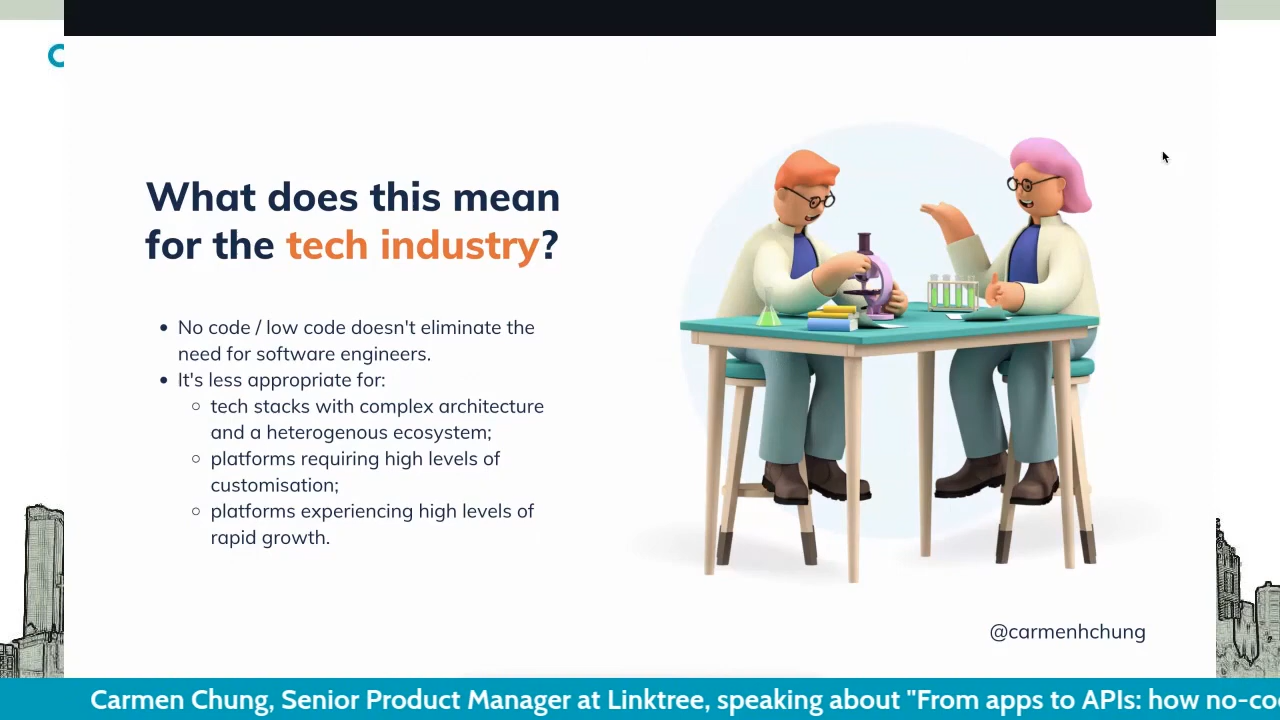 What does this mean
for the tech industry?
• No code / low code doesn't eliminate the
need for software engineers.
• It's less appropriate for:
○ tech stacks with complex architecture
and a heterogenous ecosystem;
○ platforms requiring high levels of
customisation;
○ platforms experiencing high levels of
rapid growth.
@carmenhchung
Carmen Chung, Senior Product Manager at Linktree, speaking about "From apps to APIs: how no-co